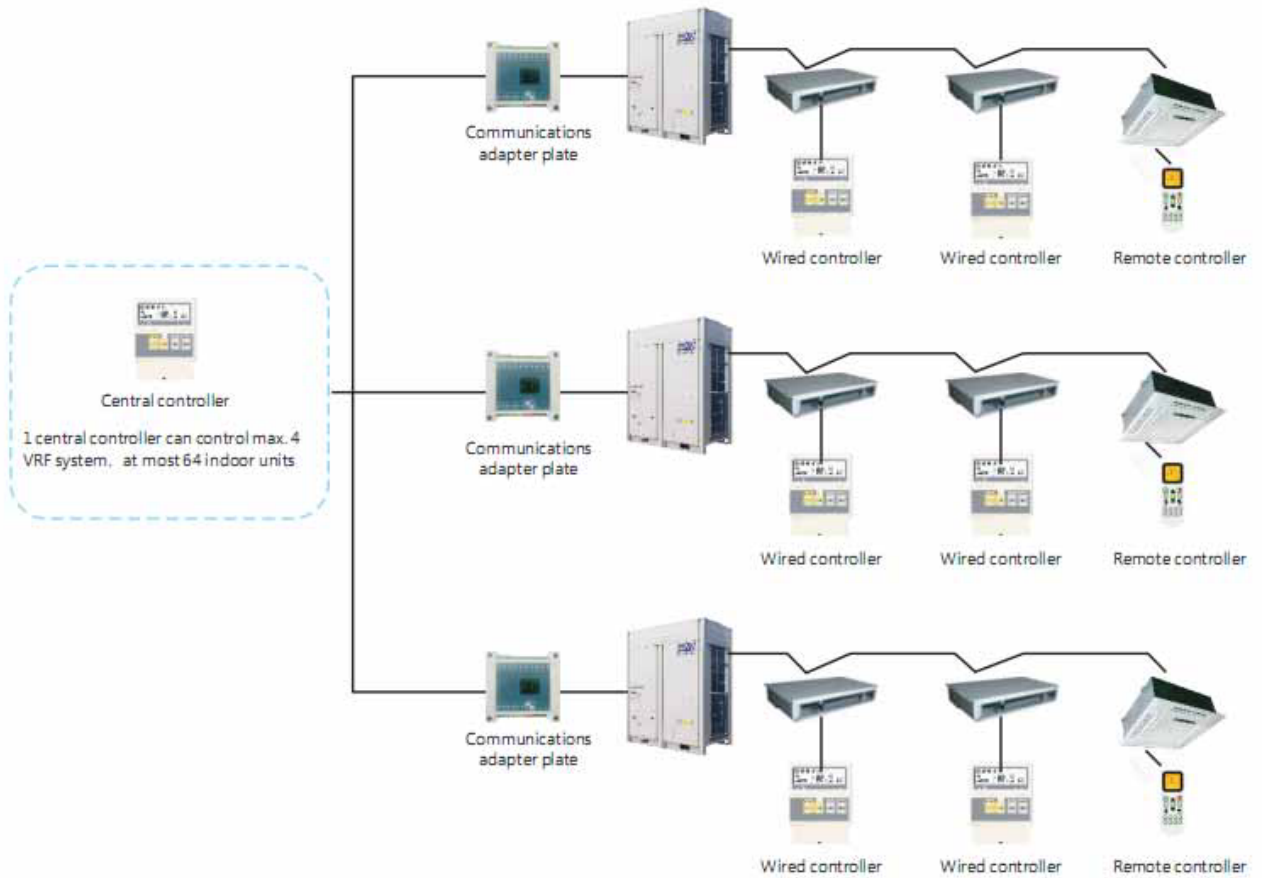 Communications
adapter plate
Wired controller
Wired controller
Remote controller
Central controller
1 central controller can control max. 4
VRF system, at most 64 indoor units
Communications
adapter plate
Wired controller
Wired controller
Remote controller
Communications
adapter plate
Wired controller
Wired controller
Remote controller